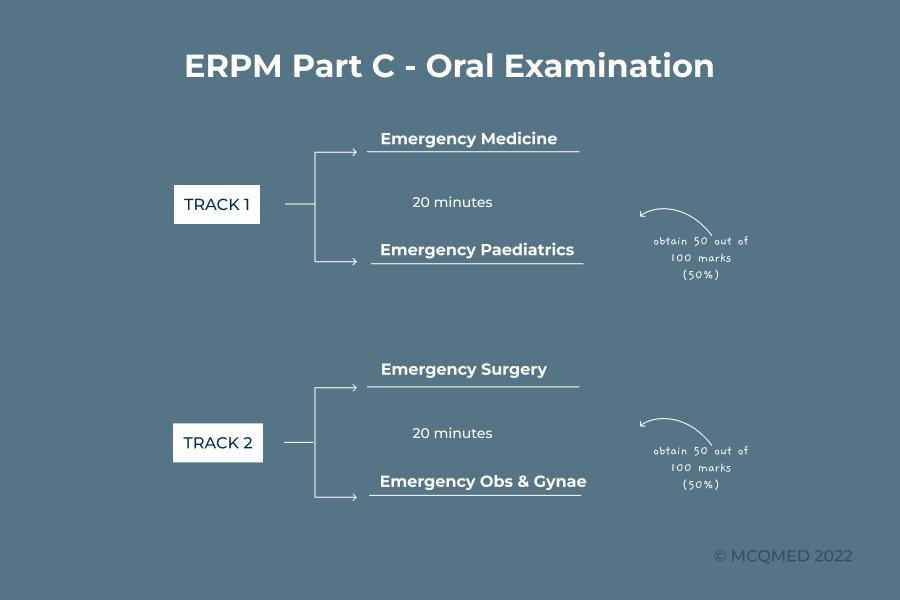 ERPM Part C - Oral Examination
TRACK 1
Emergency Medicine
20 minutes
Emergency Paediatrics
obtain 50 out of
100 marks
(50%)
TRACK 2
Emergency Surgery
20 minutes
Emergency Obs & Gynae
obtain 50 out of
100 marks
(50%)
© MCQMED 2022